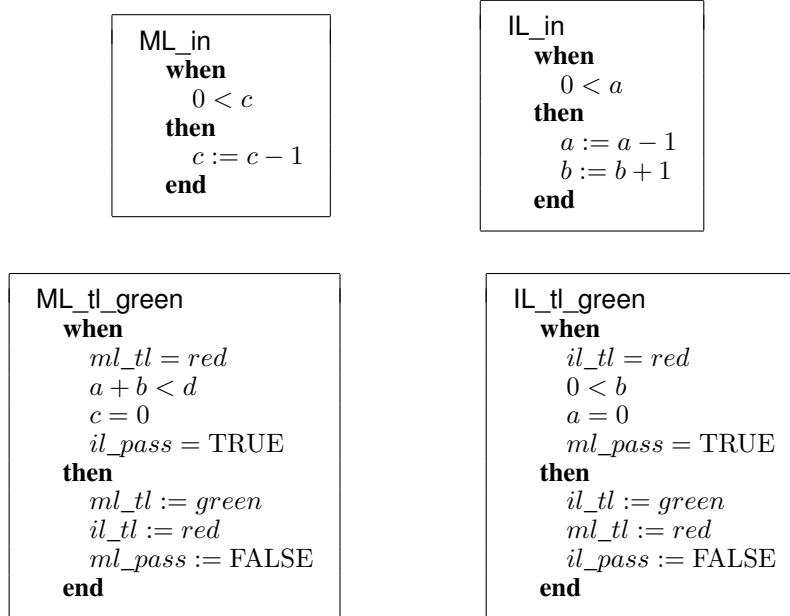 ML_in
when
0 < c
then
c := c − 1
end
IL_in
when
0 < a
then
a := a − 1
b := b + 1
end
ML_tl_green
when
ml_tl = red
a + b < d
c = 0
il_pass = TRUE
then
ml_tl := green
il_tl := red
ml_pass := FALSE
end
IL_tl_green
when
il_tl = red
0 < b
a = 0
ml_pass = TRUE
then
il_tl := green
ml_tl := red
il_pass := FALSE
end